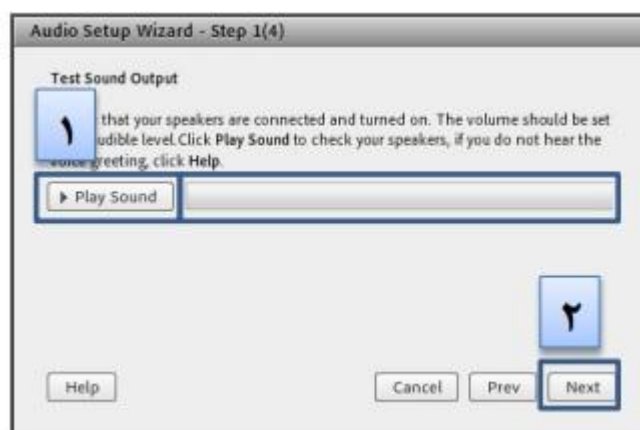 Audio Setup Wizard - Step 1(4)
Test Sound Output
١
that your speakers are connected and turned on. The volume should be set
udible level.Click Play Sound to check your speakers, if you do not hear the
greeting, click Help.
Play Sound
٢
Help
Cancel
Prev
Next